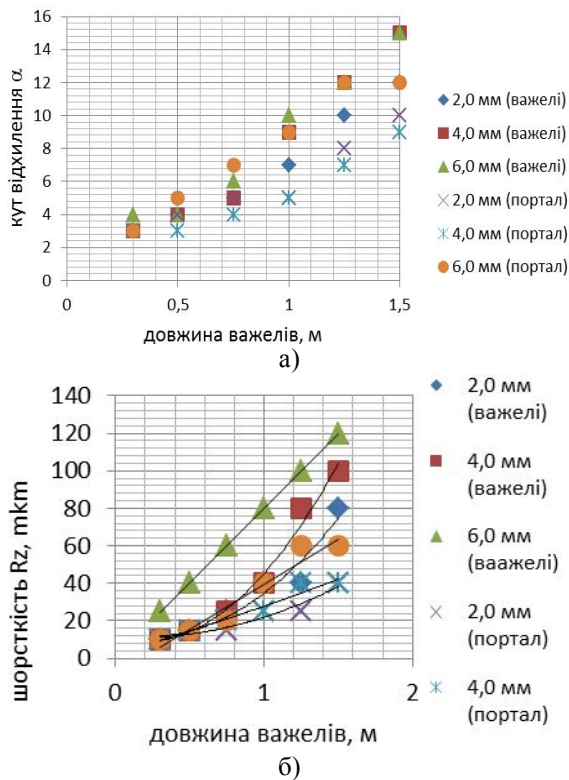 16
14
12
10
8
6
4
2
0
кут відхилення α
0
0,5
1
1,5
довжина важелів, м
2,0 мм (важелі)
4,0 мм (важелі)
6,0 мм (важелі)
2,0 мм (портал)
4,0 мм (портал)
6,0 мм (портал)
а)
140
120
100
80
60
40
20
0
шорсткість Rz, mkm
0
1
2
довжина важелів, м
2,0 мм
(важелі)
4,0 мм
(важелі)
6,0 мм
(ваажелі)
2,0 мм
(портал)
4,0 мм
(портал)
б)